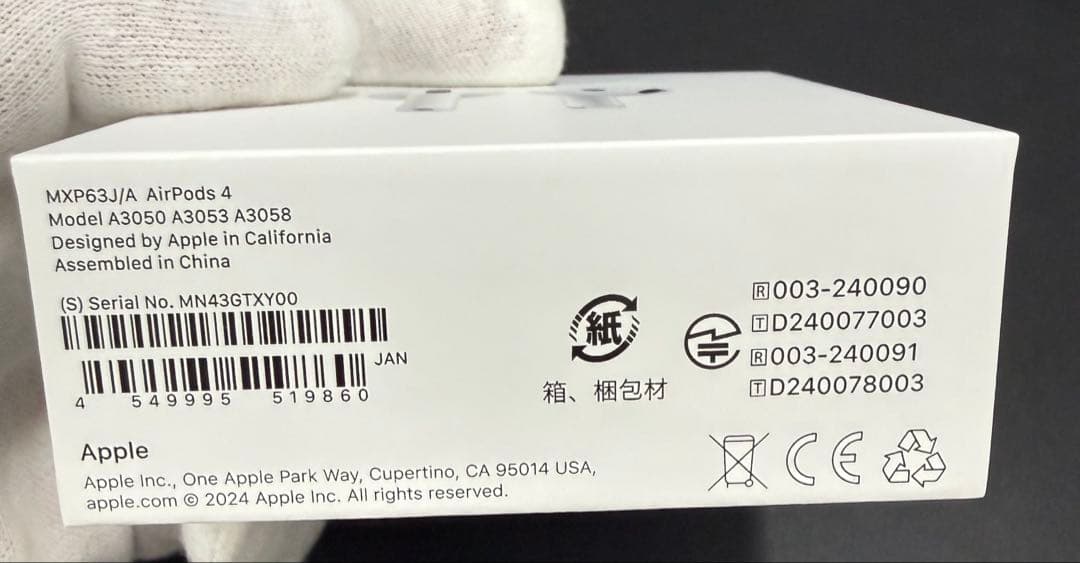 MXP63J/A AirPods 4
Model A3050 A3053 A3058
Designed by Apple in California
Assembled in China
(S) Serial No. MN43GTXY00
JAN
4 549995 519860
Apple
Apple Inc., One Apple Park Way, Cupertino, CA 95014 USA,
apple.com © 2024 Apple Inc. All rights reserved.
紙
箱、梱包材
R003-240090
TD240077003
R003-240091
TD240078003
CE